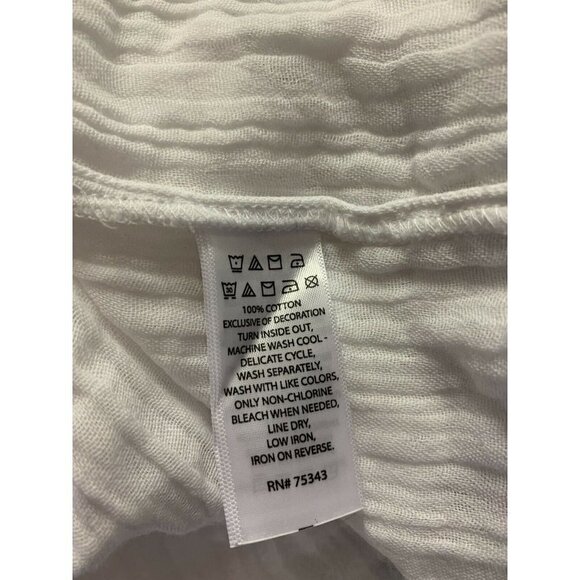 30
100% COTTON
EXCLUSIVE OF DECORATION
TURN INSIDE OUT,
MACHINE WASH COOL -
DELICATE CYCLE,
WASH SEPARATELY,
WASH WITH LIKE COLORS,
ONLY NON-CHLORINE
BLEACH WHEN NEEDED,
LINE DRY,
LOW IRON,
IRON ON REVERSE.
RN# 75343